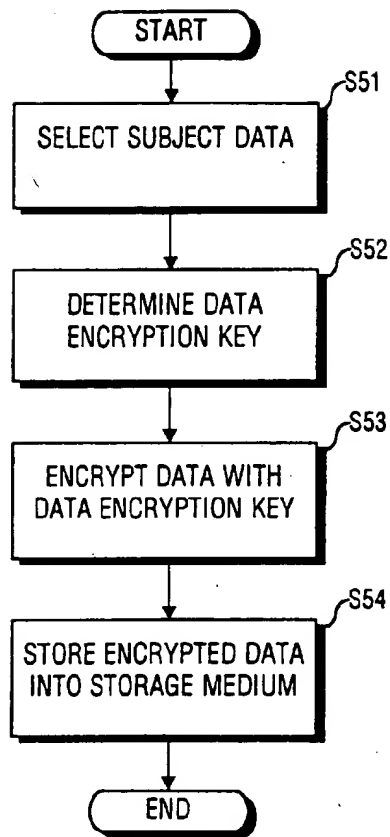 START
S51
SELECT SUBJECT DATA
S52
DETERMINE DATA
ENCRYPTION KEY
S53
ENCRYPT DATA WITH
DATA ENCRYPTION KEY
S54
STORE ENCRYPTED DATA
INTO STORAGE MEDIUM
END